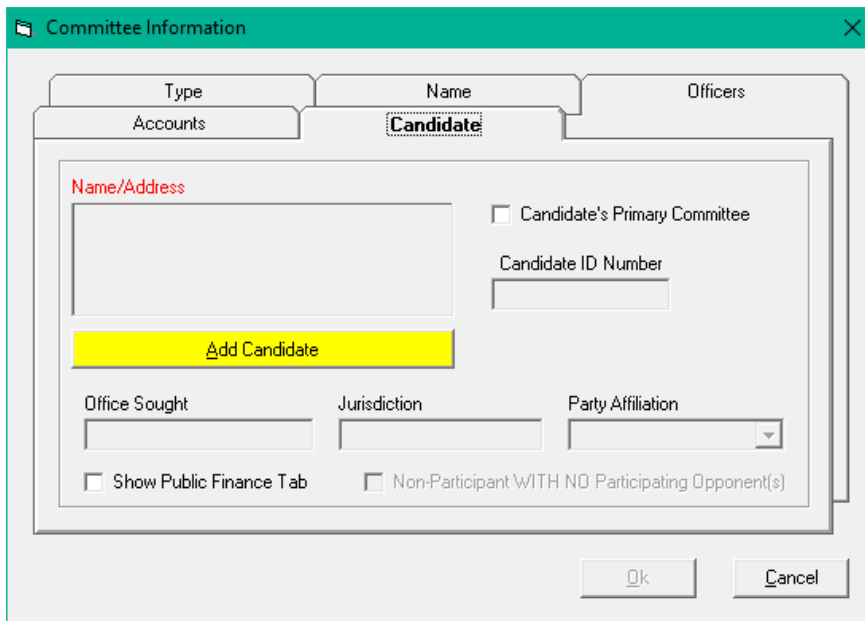 Committee Information
Type
Name
Officers
Accounts
Candidate
Name/Address
Candidate's Primary Committee
Candidate ID Number
Add Candidate
Office Sought
Jurisdiction
Party Affiliation
Show Public Finance Tab
Non-Participant WITH NO Participating Opponent(s)
Ok
Cancel